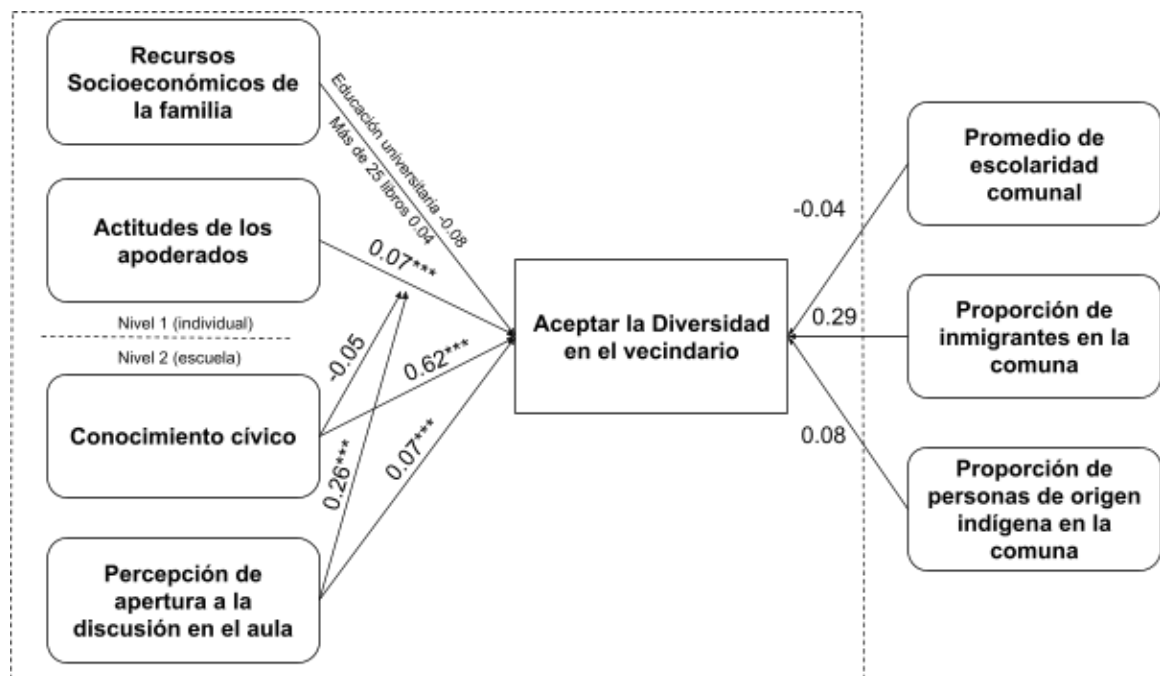 Recursos
Socioeconómicos de
la familia
Educación universitaria -0.08
Más de 25 libros 0.04
Actitudes de los
apoderados
0.07***
Nivel 1 (individual)
Nivel 2 (escuela)
Conocimiento cívico
-0.05
0.62***
0.26***
0.07***
Percepción de
apertura a la
discusión en el aula
Aceptar la Diversidad
en el vecindario
Promedio de
escolaridad
comunal
-0.04
Proporción de
inmigrantes en la
comuna
0.29
Proporción de
personas de origen
indígena en la
comuna
0.08